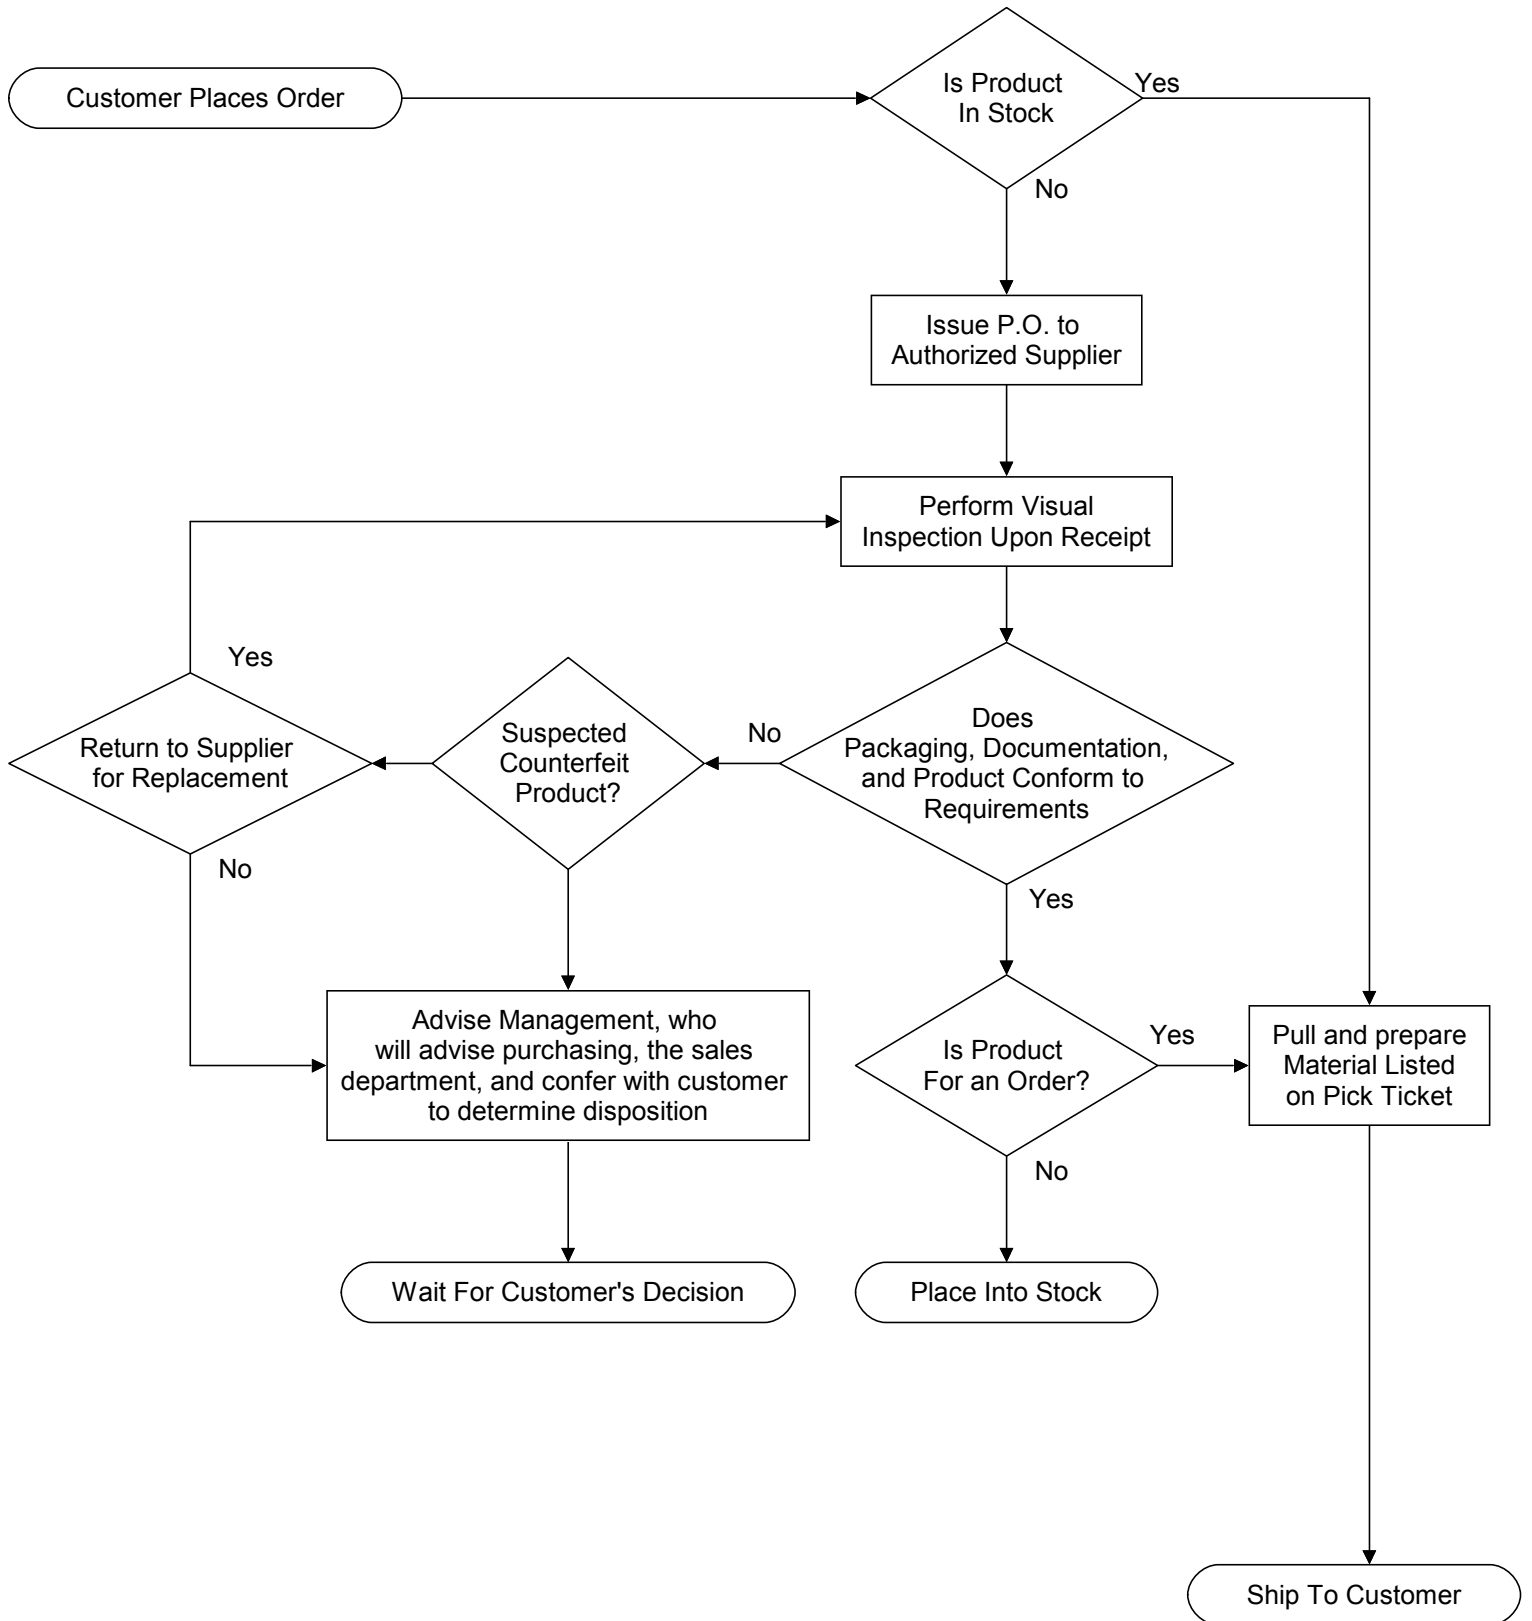 Customer Places Order
Is Product
In Stock
Yes
No
Issue P.O. to
Authorized Supplier
Perform Visual
Inspection Upon Receipt
Yes
Return to Supplier
for Replacement
No
Suspected
Counterfeit
Product?
No
Does
Packaging, Documentation,
and Product Conform to
Requirements
Yes
Advise Management, who
will advise purchasing, the sales
department, and confer with customer
to determine disposition
Is Product
For an Order?
Yes
No
Pull and prepare
Material Listed
on Pick Ticket
Wait For Customer's Decision
Place Into Stock
Ship To Customer